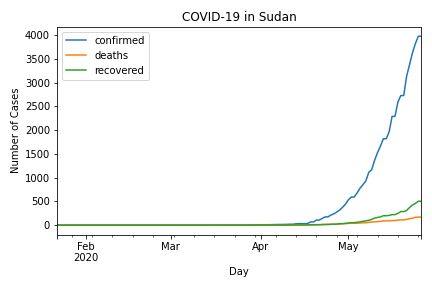 COVID-19 in Sudan
confirmed
deaths
recovered
Number of Cases
4000
3500
3000
2500
2000
1500
1000
500
0
Feb Mar Apr May
2020
Day